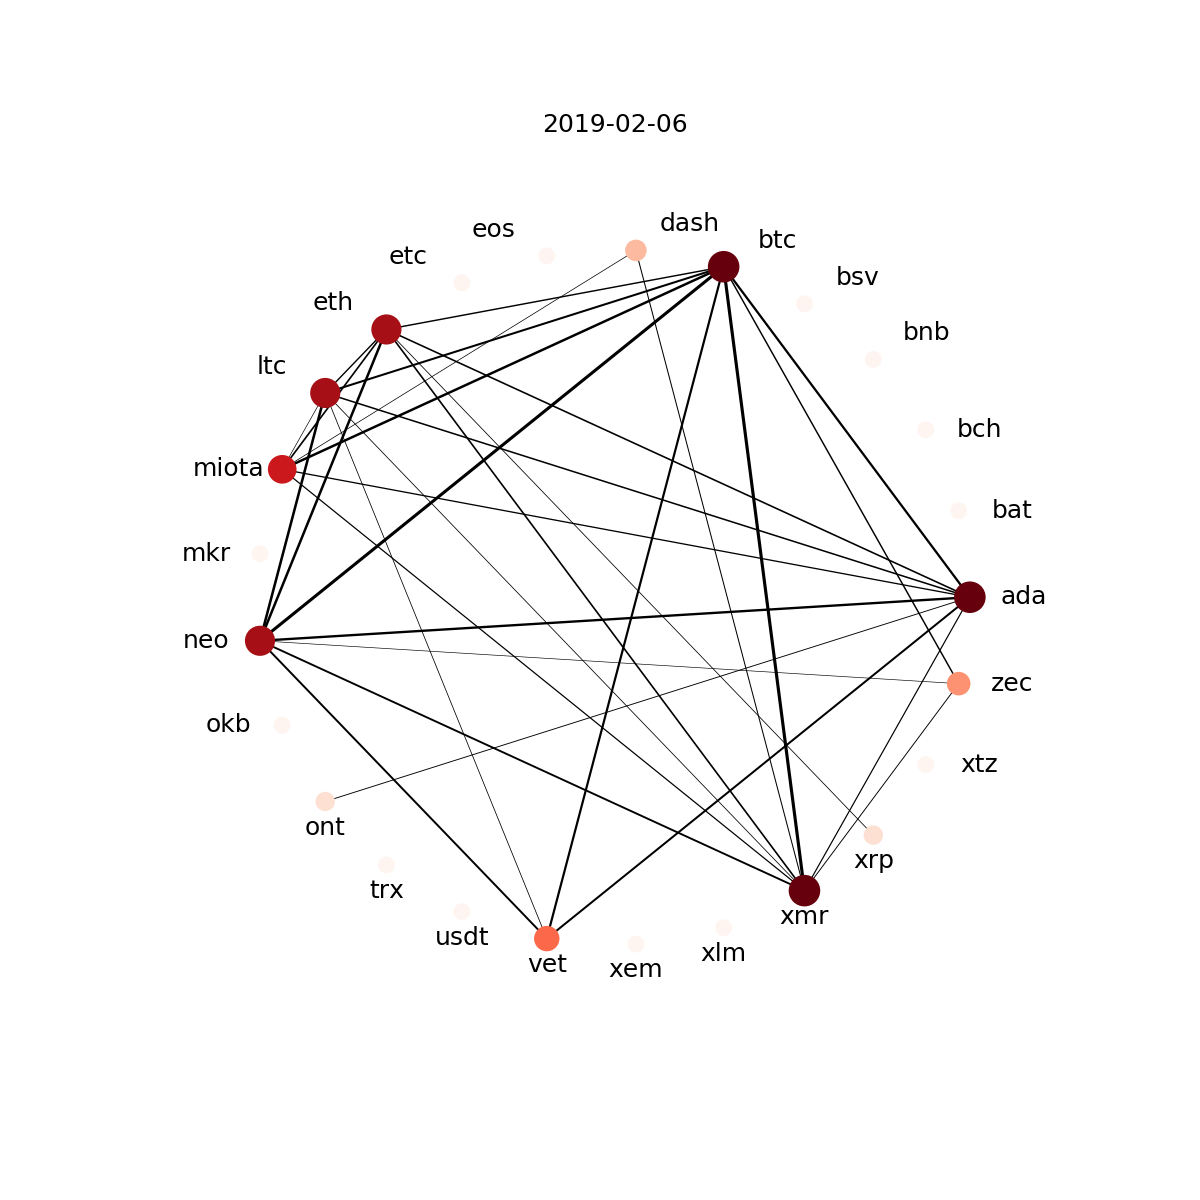 2019-02-06
dash
eos
btc
etc
bsv
eth
bnb
ltc
bch
miota
bat
mkr
ada
neo
zec
okb
xtz
ont
xrp
trx
xmr
usdt
xlm
vet
xem